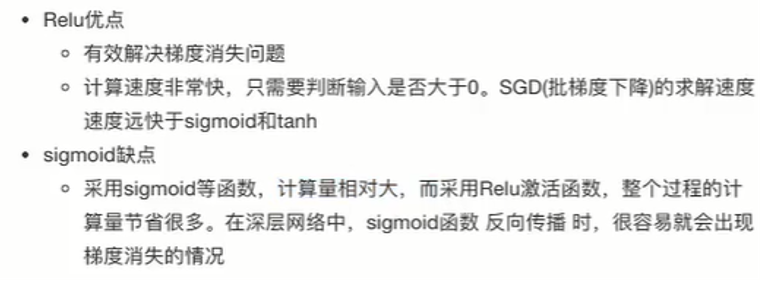 Relu优点
有效解决梯度消失问题
计算速度非常快，只需要判断输入是否大于0。SGD(批梯度下降)的求解速度
速度远快于sigmoid和tanh
sigmoid缺点
采用sigmoid等函数，计算量相对大，而采用Relu激活函数，整个过程的计
算量节省很多。在深层网络中，sigmoid函数 反向传播 时，很容易就会出现
梯度消失的情况